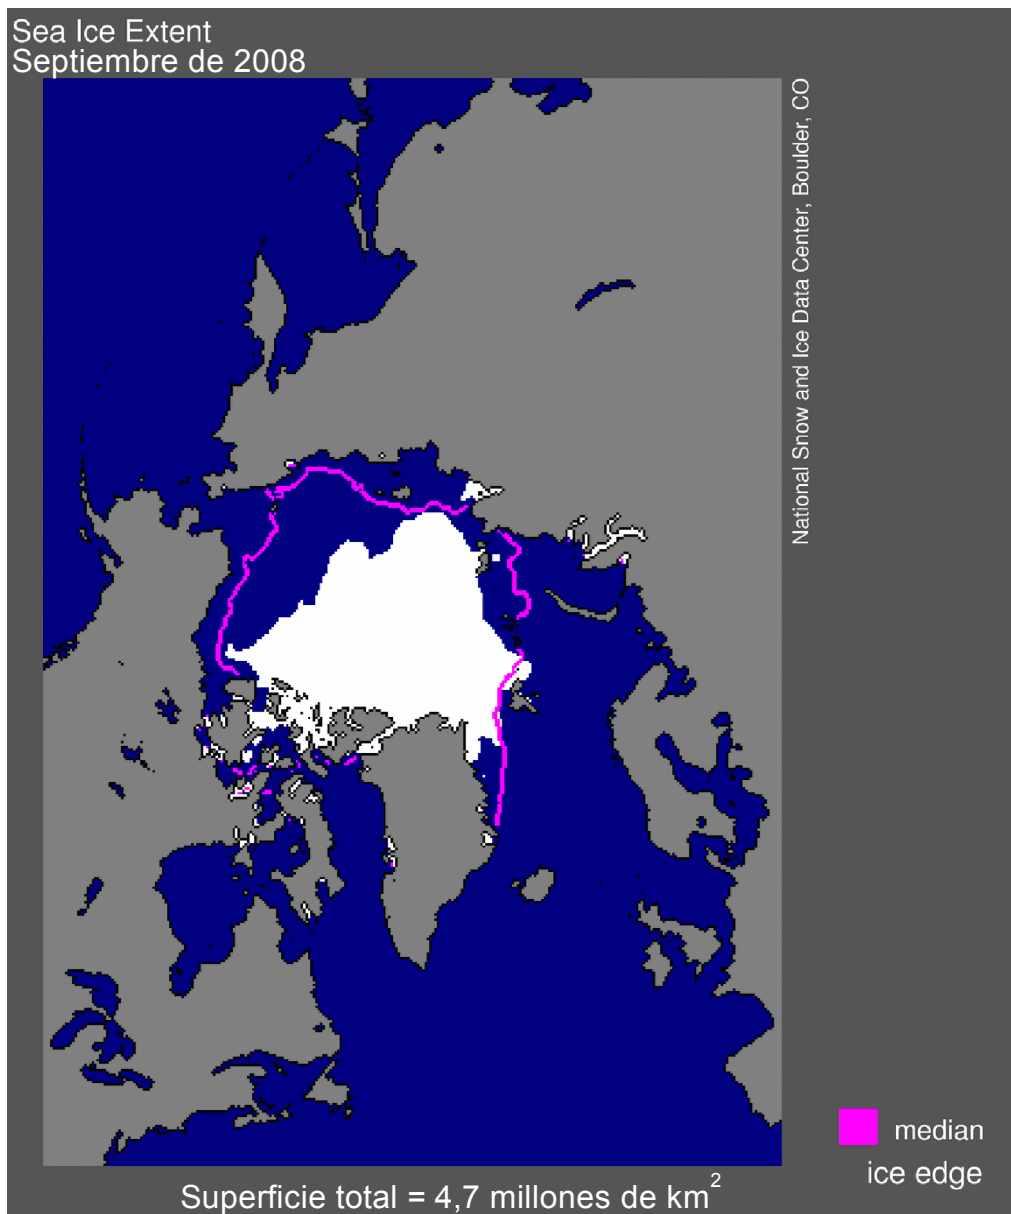 Sea Ice Extent
Septiembre de 2008
National Snow and Ice Data Center, Boulder, CO
median
ice edge
Superficie total = 4,7 millones de km²